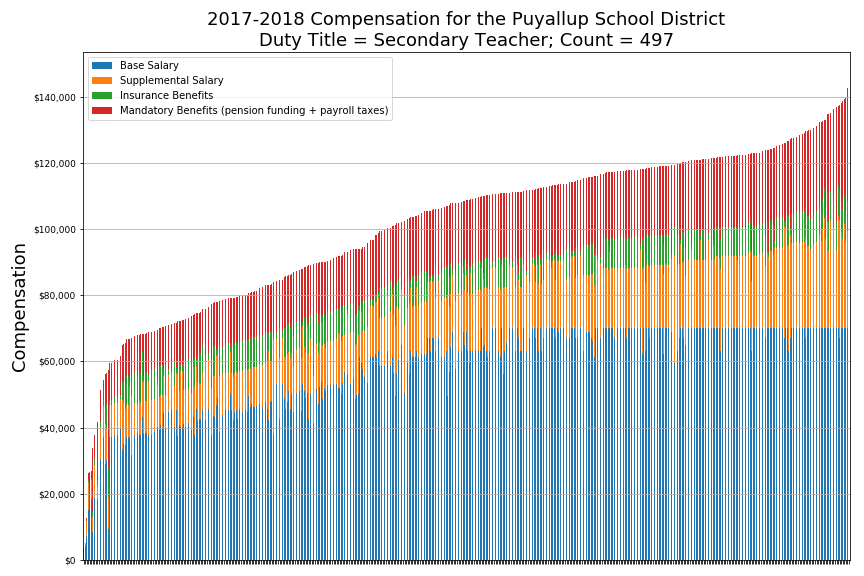 2017-2018 Compensation for the Puyallup School District
Duty Title = Secondary Teacher; Count = 497
Base Salary
Supplemental Salary
Insurance Benefits
Mandatory Benefits (pension funding + payroll taxes)
Compensation
$140,000
$120,000
$100,000
$80,000
$60,000
$40,000
$20,000
$0